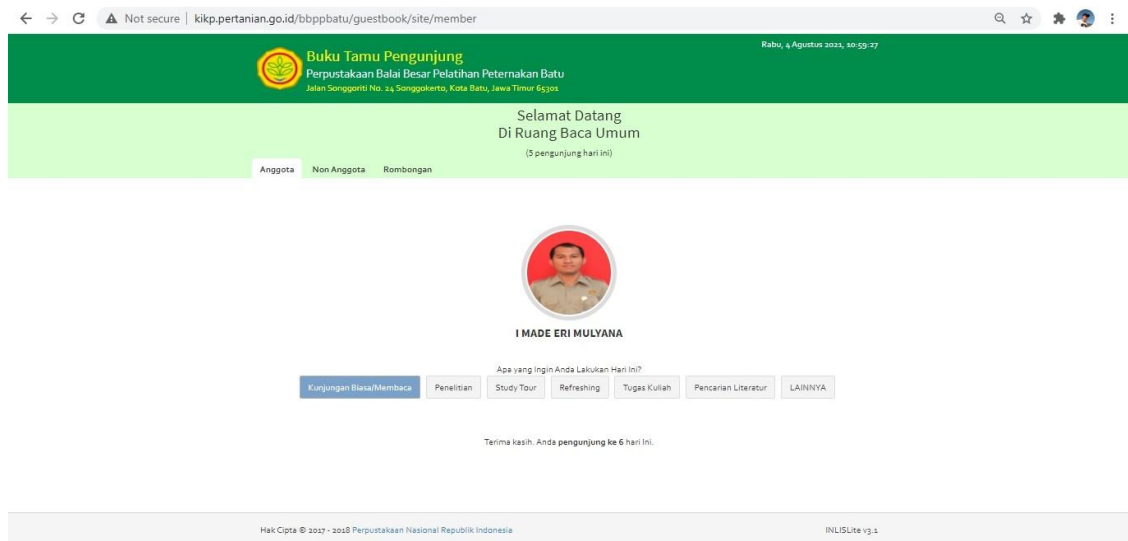 Not secure | kikp.pertanian.go.id/bbppbatu/guestbook/site/member
Rabu, 4 Agustus 2021, 10:59:27
Buku Tamu Pengunjung
Perpustakaan Balai Besar Pelatihan Peternakan Batu
Jalan Songgoriti No. 24 Songgokerto, Kota Batu, Jawa Timur 65301
Selamat Datang
Di Ruang Baca Umum
(5 pengunjung hari ini)
Anggota Non Anggota Rombongan
I MADE ERI MULYANA
Apa yang Ingin Anda Lakukan Hari Ini?
Kunjungan Biasa/Membaca Penelitian Study Tour Refreshing Tugas Kuliah Pencarian Literatur LAINNYA
Terima kasih. Anda pengunjung ke 6 hari Ini.
Hak Cipta © 2017 - 2018 Perpustakaan Nasional Republik Indonesia INLISLite v3.1